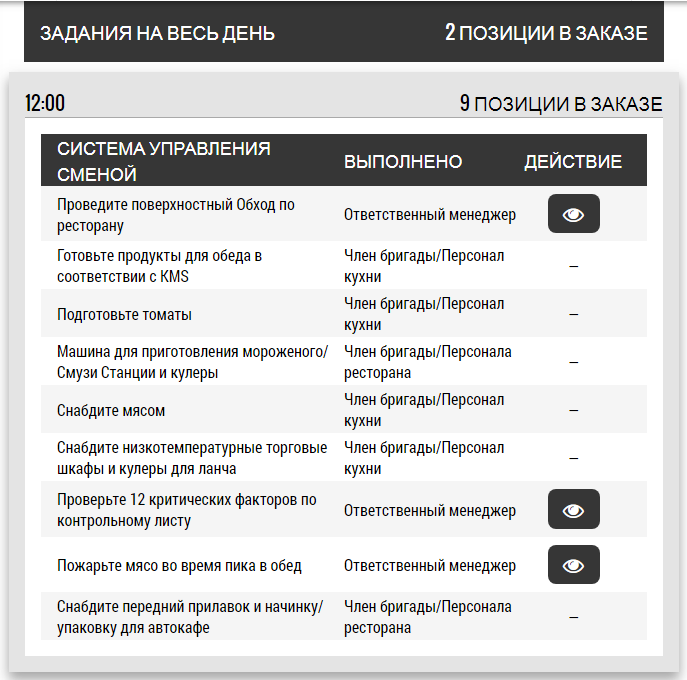 ЗАДАНИЯ НА ВЕСЬ ДЕНЬ 2 ПОЗИЦИИ В ЗАКАЗЕ
12:00 9 ПОЗИЦИИ В ЗАКАЗЕ
СИСТЕМА УПРАВЛЕНИЯ
СМЕНОЙ
ВЫПОЛНЕНО
ДЕЙСТВИЕ
Проведите поверхностный Обход по
ресторану
Ответственный менеджер
Готовьте продукты для обеда в
соответствии с KMS
Член бригады/Персонал
кухни
–
Подготовьте томаты
Член бригады/Персонал
кухни
–
Машина для приготовления мороженого/
Смузи Станции и кулеры
Член бригады/Персонала
ресторана
–
Снабдите мясом
Член бригады/Персонал
кухни
–
Снабдите низкотемпературные торговые
шкафы и кулеры для ланча
Член бригады/Персонал
кухни
–
Проверьте 12 критических факторов по
контрольному листу
Ответственный менеджер
Пожарьте мясо во время пика в обед
Ответственный менеджер
Снабдите передний прилавок и начинку/
упаковку для автокафе
Член бригады/Персонала
ресторана
–